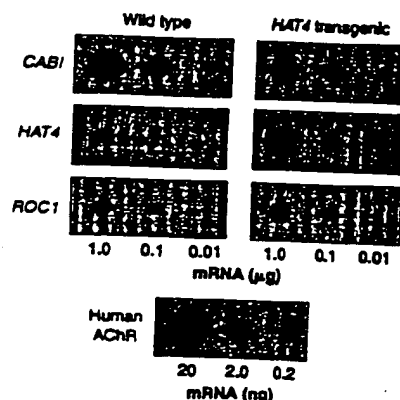 Wild type HAT4 transgenic
CABI
HAT4
ROC1
1.0 0.1 0.01 1.0 0.1 0.01
mRNA (μg)
Human
AChR
20 2.0 0.2
mRNA (ng)